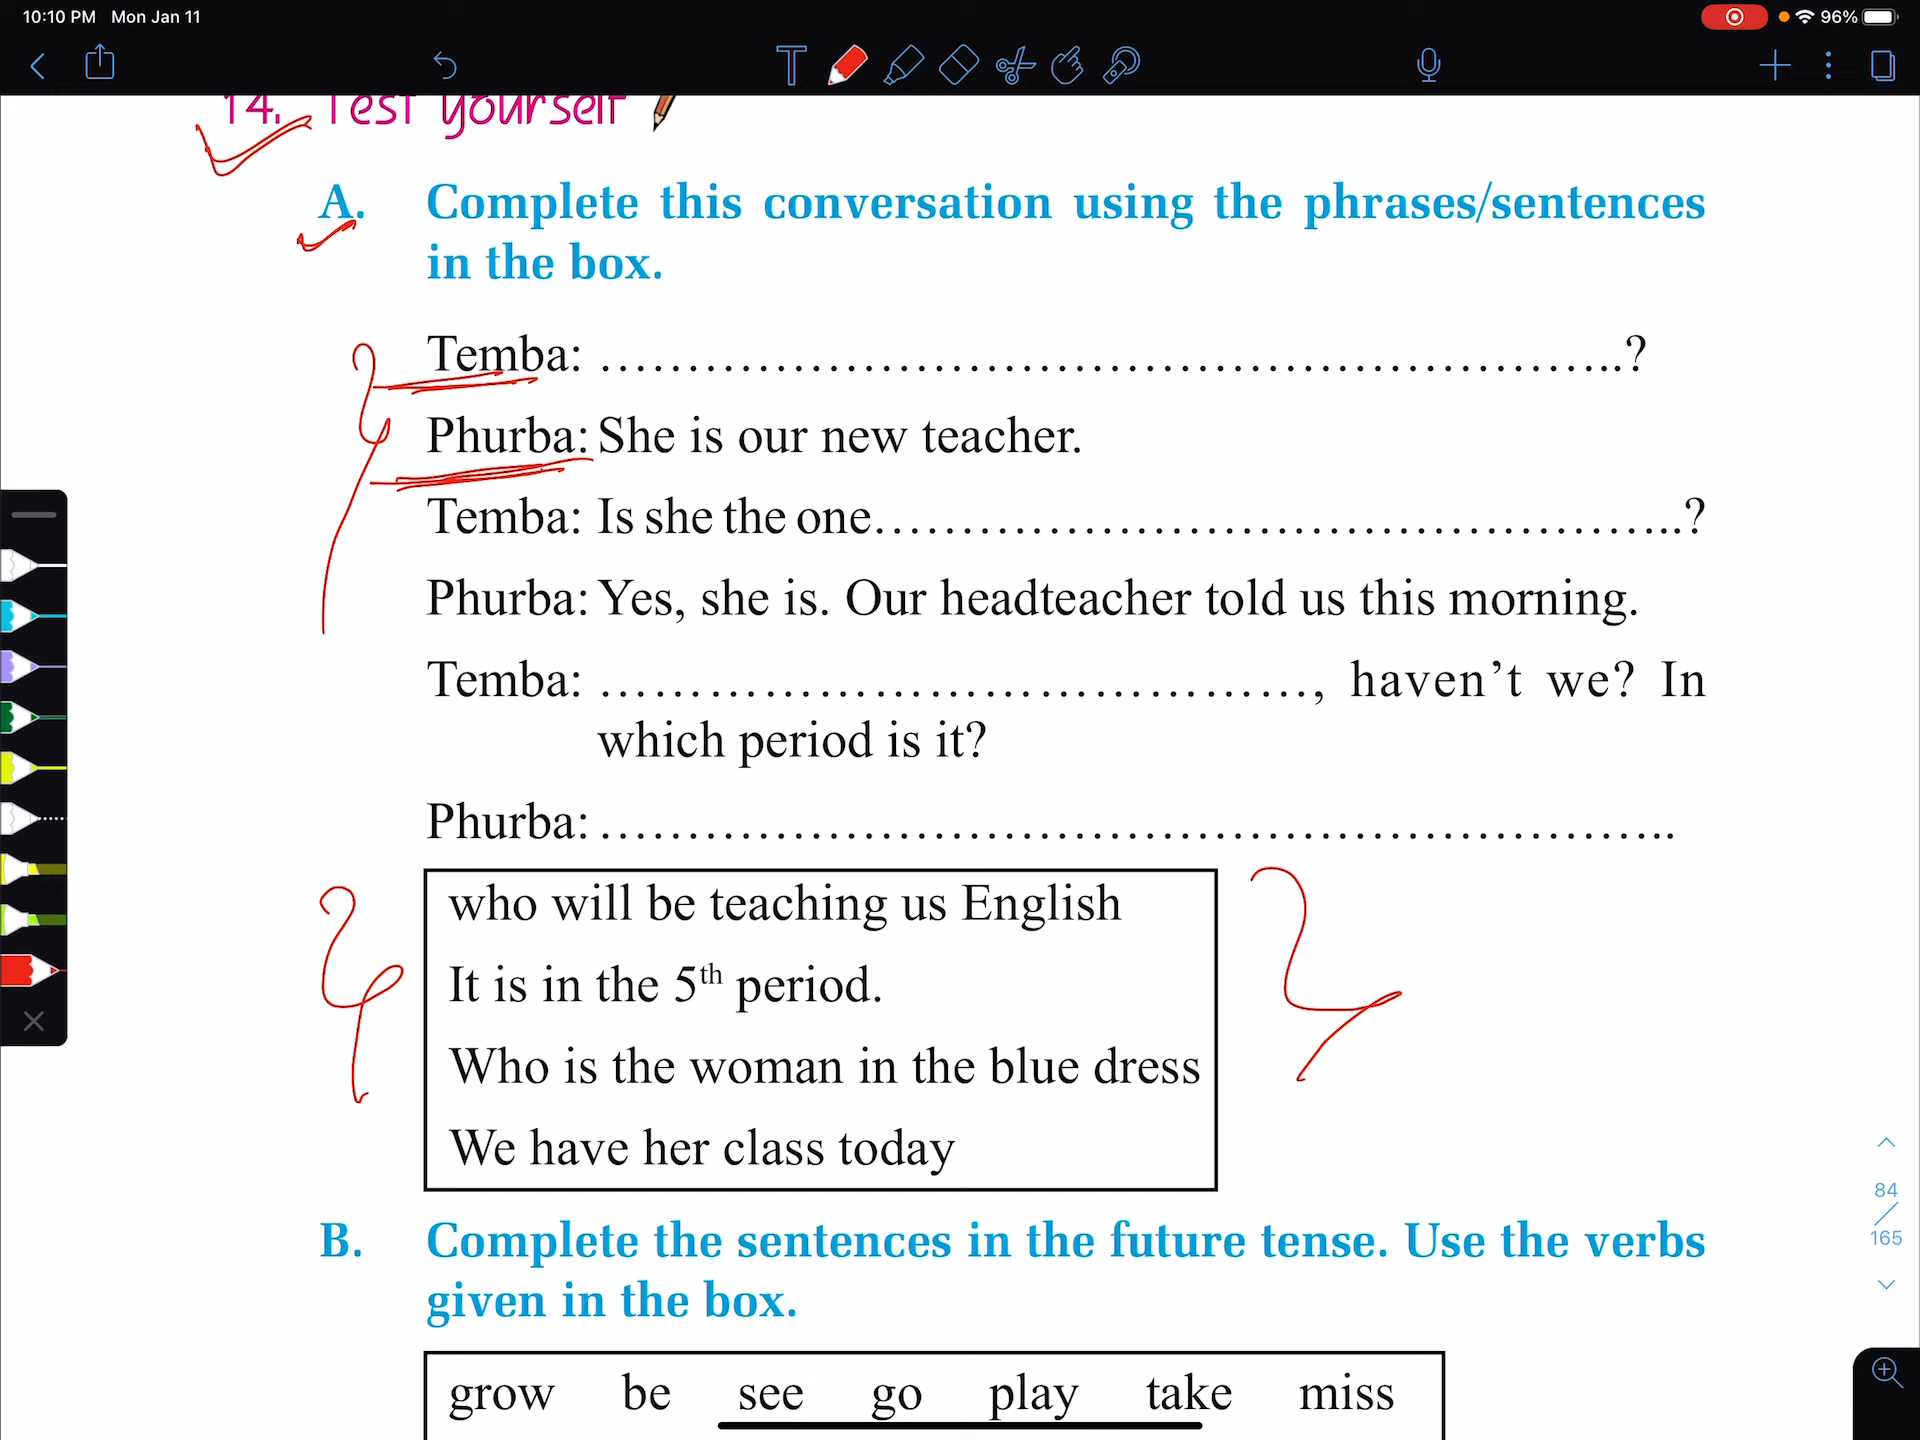 10:10 PM Mon Jan 11
96%
14. Test yourself
A. Complete this conversation using the phrases/sentences
in the box.
Temba: ……………………………………………………………..?
Phurba: She is our new teacher.
Temba: Is she the one………………………………………………..?
Phurba: Yes, she is. Our headteacher told us this morning.
Temba: …………………………………………, haven’t we? In
which period is it?
Phurba: ………………………………………………………………..
who will be teaching us English
It is in the 5th period.
Who is the woman in the blue dress
We have her class today
84
/
165
B. Complete the sentences in the future tense. Use the verbs
given in the box.
grow be see go play take miss